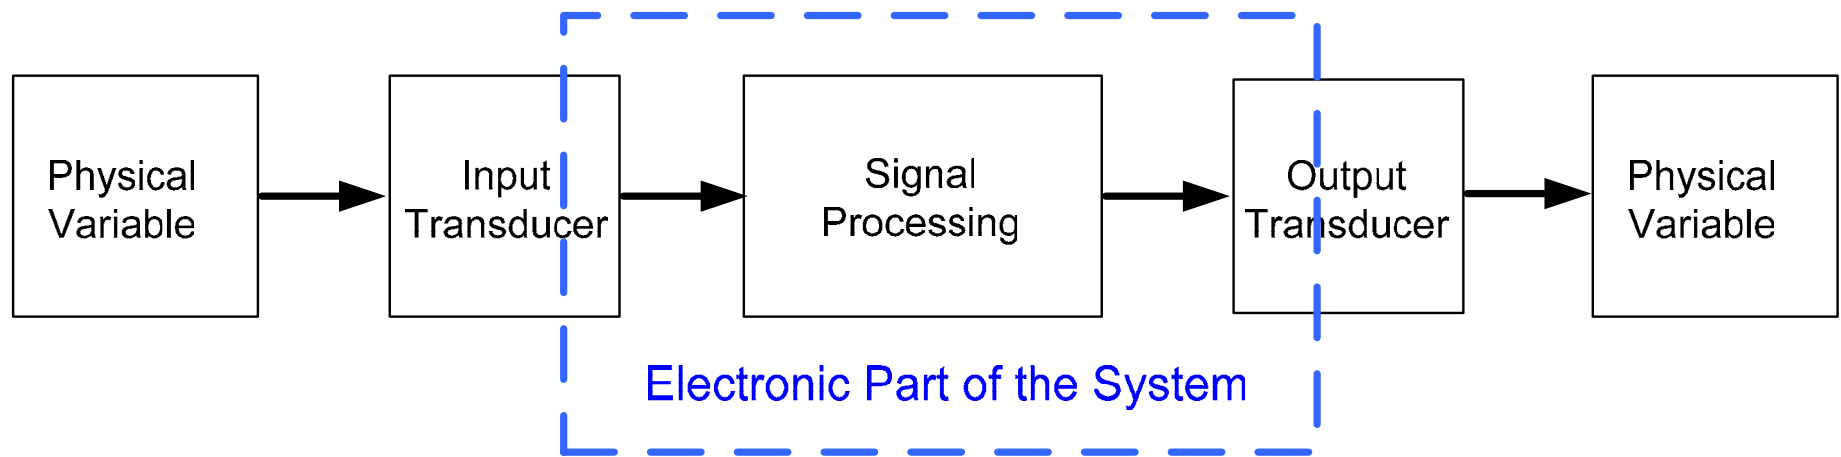 Physical
Variable
Input
Transducer
Signal
Processing
Output
Transducer
Physical
Variable
Electronic Part of the System